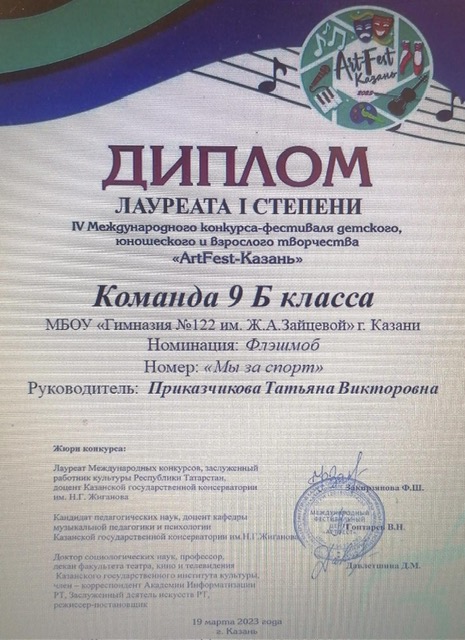 ArtFest
Казань
2022
ДИПЛОМ
ЛАУРЕАТА I СТЕПЕНИ
IV Международного конкурса-фестиваля детского,
юношеского и взрослого творчества
«ArtFest-Казань»
Команда 9 Б класса
МБОУ «Гимназия №122 им. Ж.А.Зайцевой» г. Казани
Номинация: Флэшмоб
Номер: «Мы за спорт»
Руководитель: Приказчикова Татьяна Викторовна
Жюри конкурса:
Лауреат Международных конкурсов, заслуженный
работник культуры Республики Татарстан,
доцент Казанской государственной консерватории
им. Н.Г. Жиганова
Закирзянова Ф.Ш.
Кандидат педагогических наук, доцент кафедры
музыкальной педагогики и психологии
Казанской государственной консерватории им.Н.Г Жиганова
Гонтарев В.Н.
МЕЖДУНАРОДНЫЙ
ФЕСТИВАЛЬНЫЙ
Доктор социологических наук, профессор,
декан факультета театра, кино и телевидения
Казанского государственного института культуры,
член – корреспондент Академии Информатизации
РТ, Заслуженный деятель искусств РТ,
режиссер-постановщик
Давлетшина Д.М.
19 марта 2023 года
г. Казань